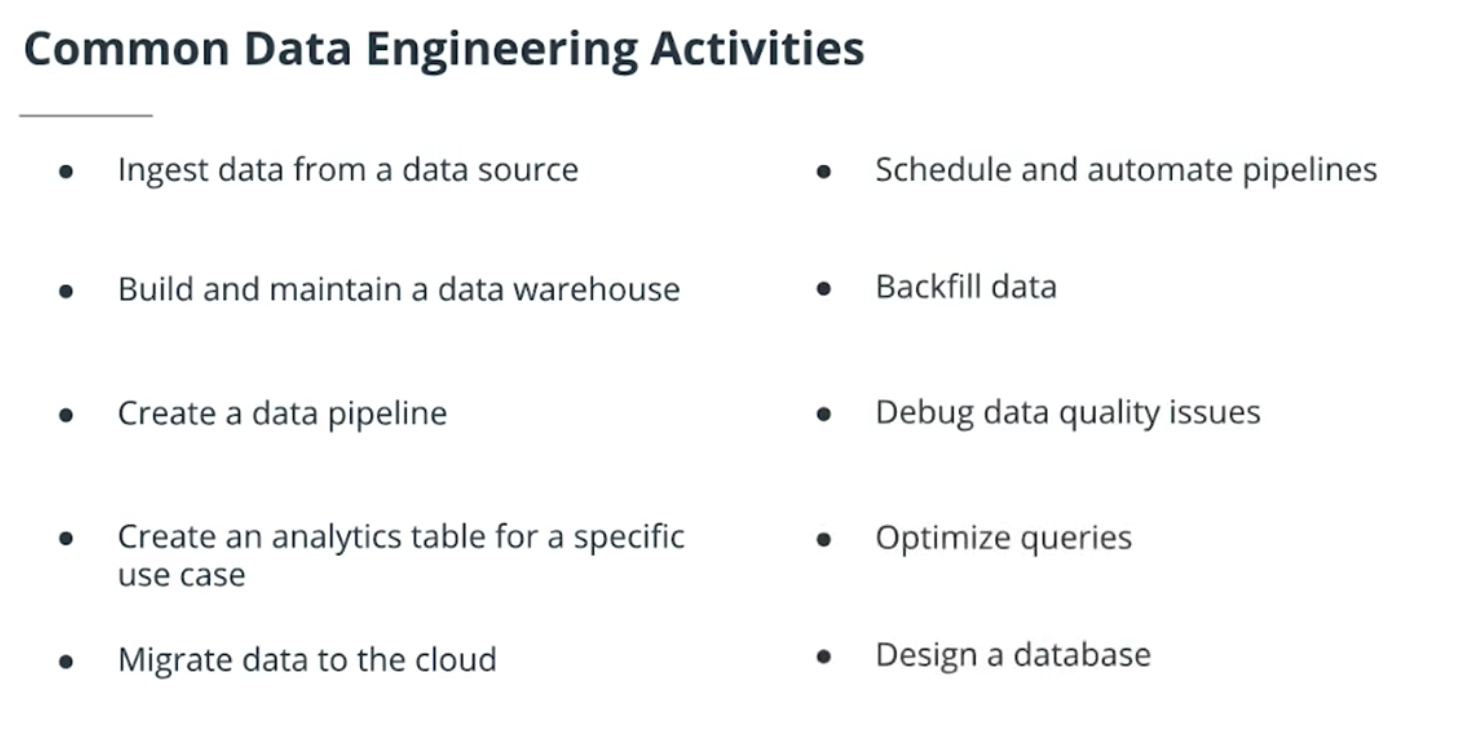 Common Data Engineering Activities
● Ingest data from a data source
● Build and maintain a data warehouse
● Create a data pipeline
● Create an analytics table for a specific
use case
● Migrate data to the cloud
● Schedule and automate pipelines
● Backfill data
● Debug data quality issues
● Optimize queries
● Design a database